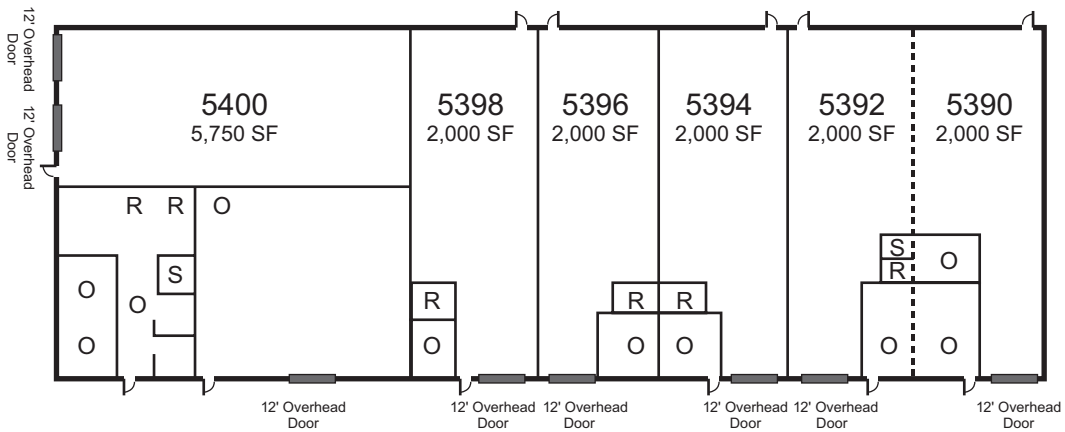 12' Overhead
Door
12' Overhead
Door
5400
5,750 SF
5398
2,000 SF
5396
2,000 SF
5394
2,000 SF
5392
2,000 SF
5390
2,000 SF
R R O
S
O
O
O
R
O
R
O
R
O
S
R
O
O
O
12' Overhead
Door
12' Overhead
Door
12' Overhead
Door
12' Overhead
Door
12' Overhead
Door
12' Overhead
Door